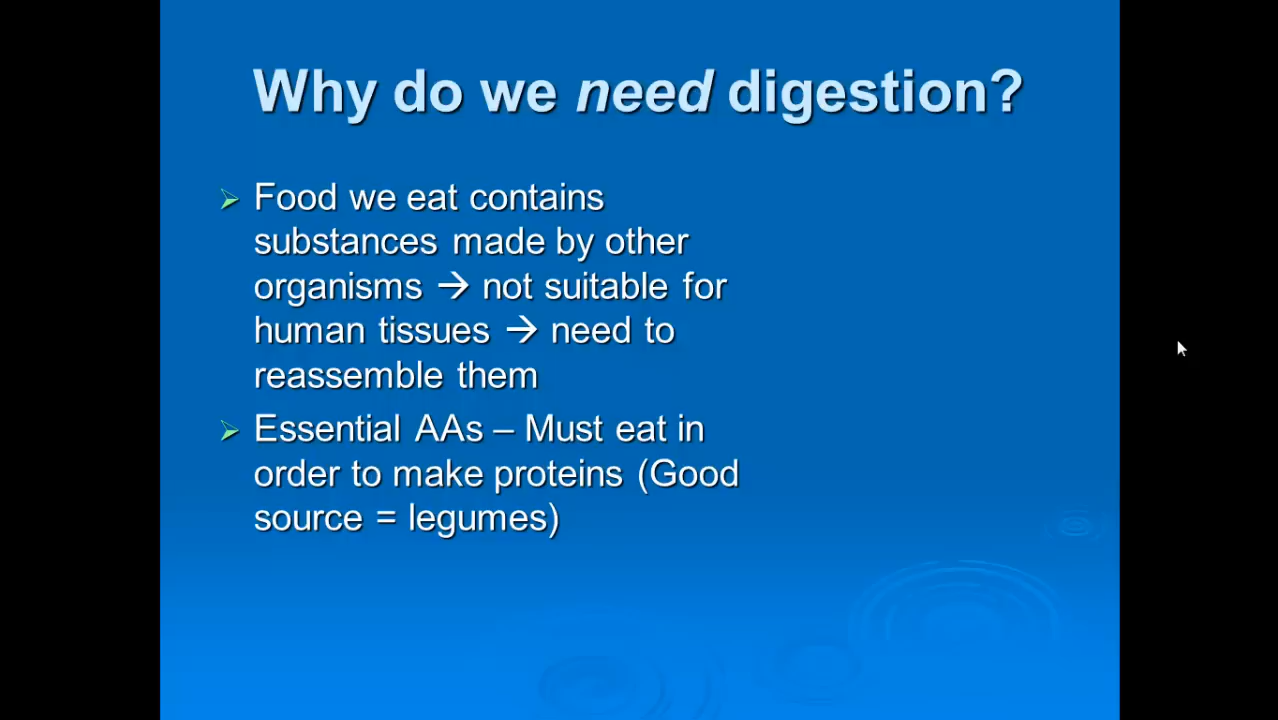 Why do we need digestion?
Food we eat contains
substances made by other
organisms → not suitable for
human tissues → need to
reassemble them
Essential AAs – Must eat in
order to make proteins (Good
source = legumes)